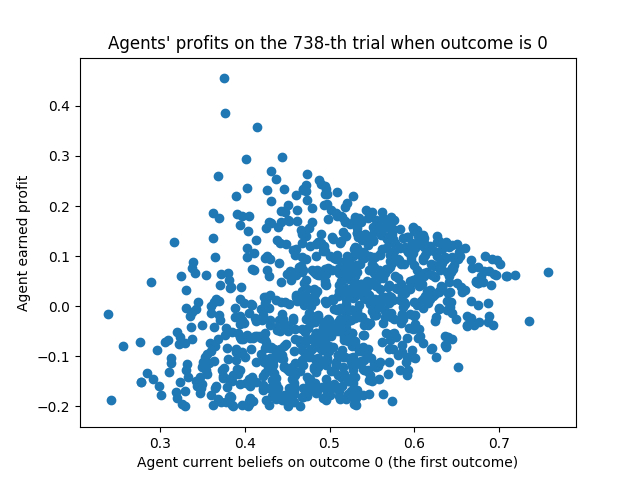 Agents' profits on the 738-th trial when outcome is 0
Agent earned profit
0.4
0.3
0.2
0.1
0.0
−0.1
−0.2
0.3 0.4 0.5 0.6 0.7
Agent current beliefs on outcome 0 (the first outcome)